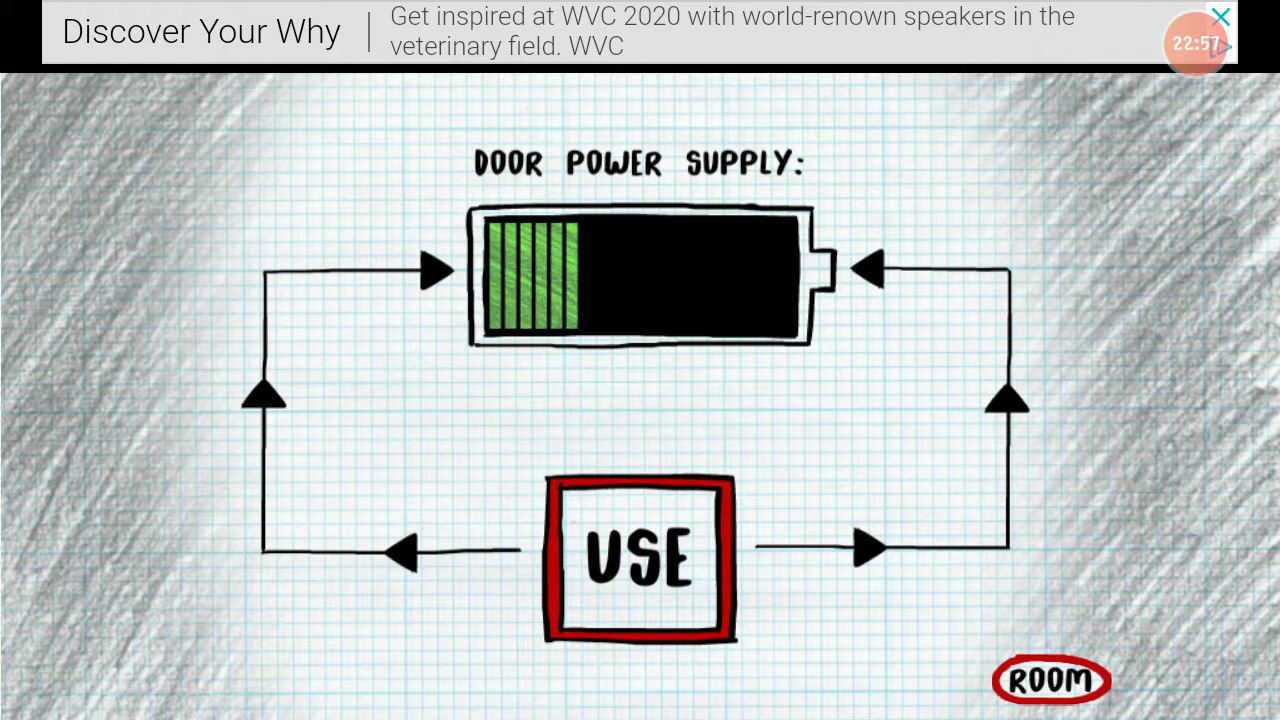 Discover Your Why
Get inspired at WVC 2020 with world-renown speakers in the
veterinary field. WVC
22:57
DOOR POWER SUPPLY:
USE
ROOM